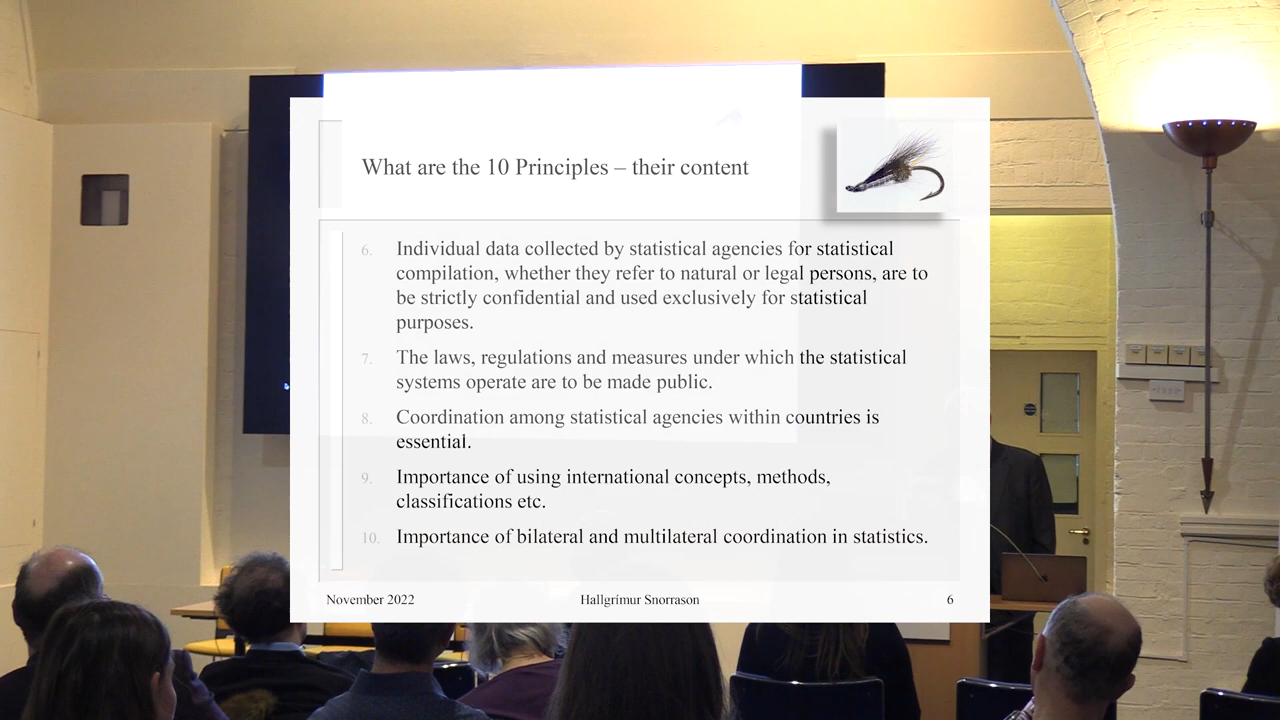 What are the 10 Principles – their content
6. Individual data collected by statistical agencies for statistical
compilation, whether they refer to natural or legal persons, are to
be strictly confidential and used exclusively for statistical
purposes.
7. The laws, regulations and measures under which the statistical
systems operate are to be made public.
8. Coordination among statistical agencies within countries is
essential.
9. Importance of using international concepts, methods,
classifications etc.
10. Importance of bilateral and multilateral coordination in statistics.
November 2022 Hallgrímur Snorrason 6